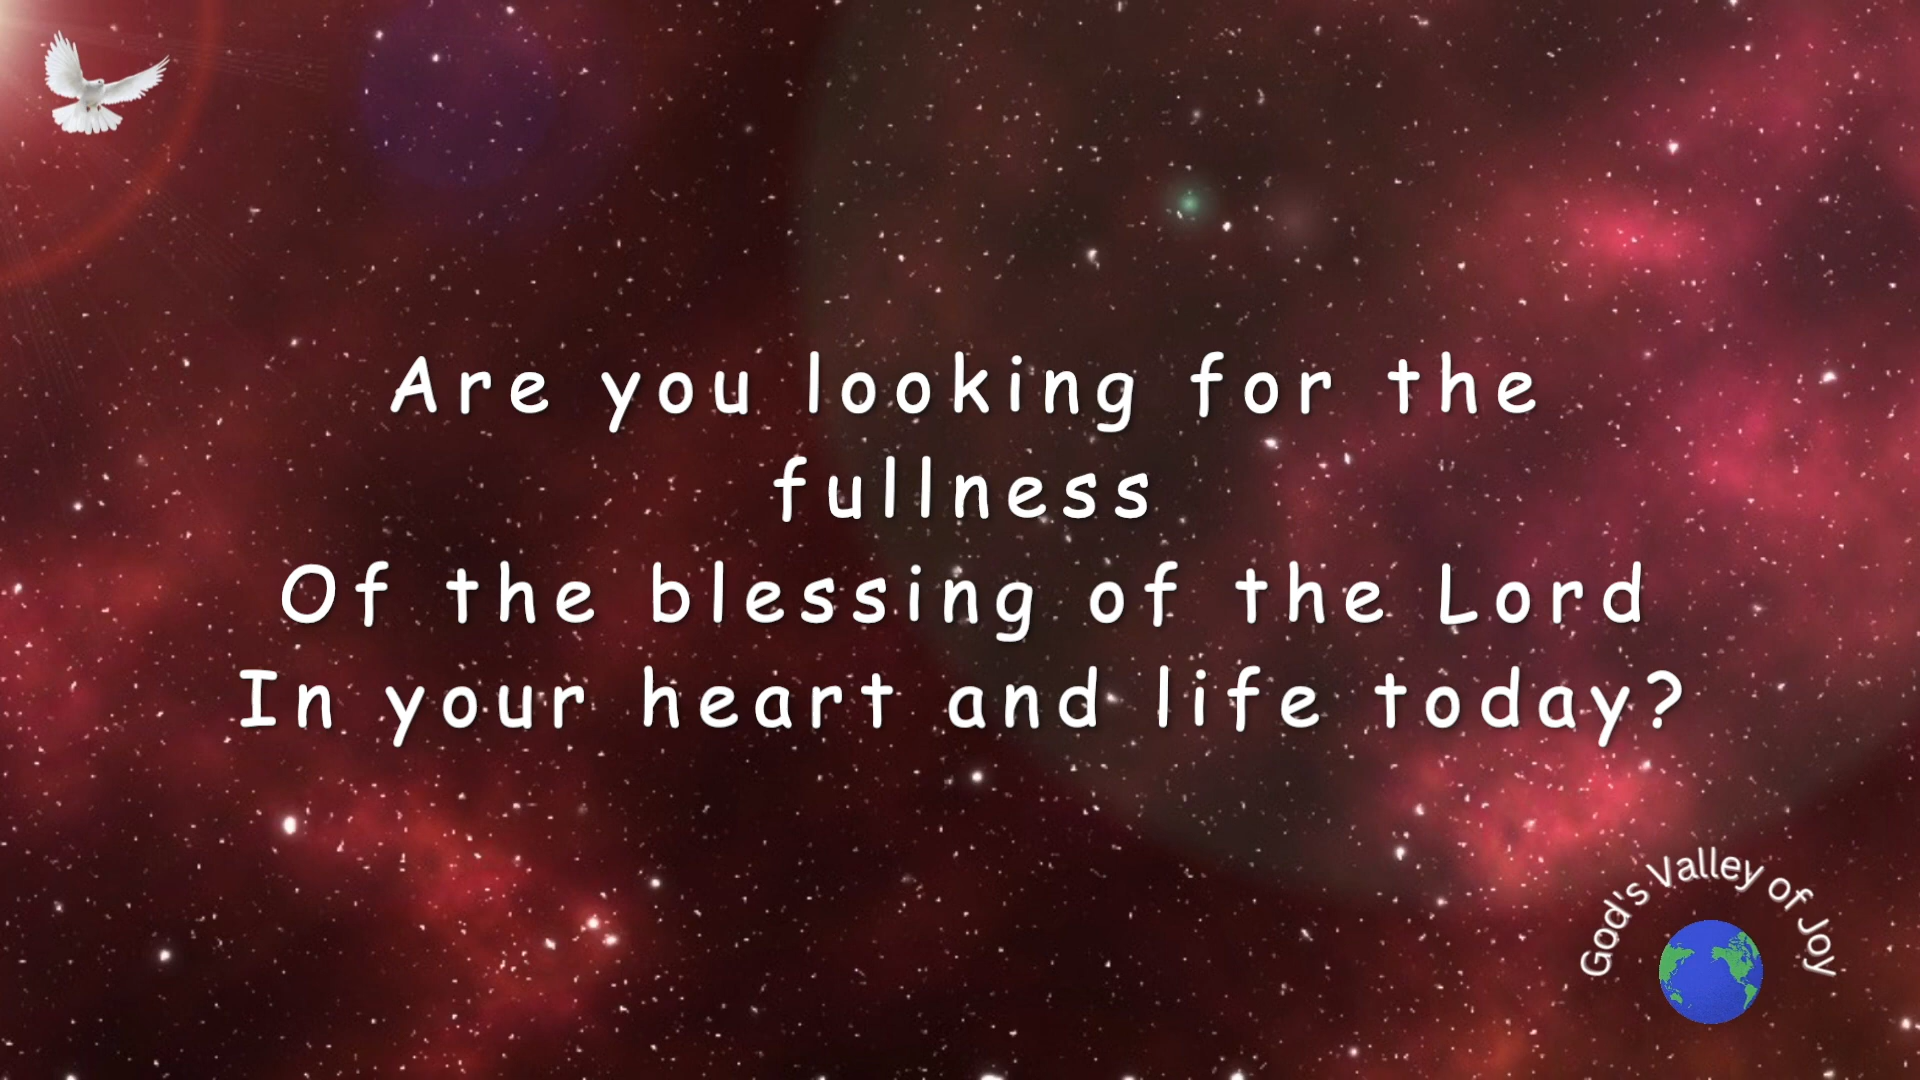 Are you looking for the
fullness
Of the blessing of the Lord
In your heart and life today?
God's Valley of Joy